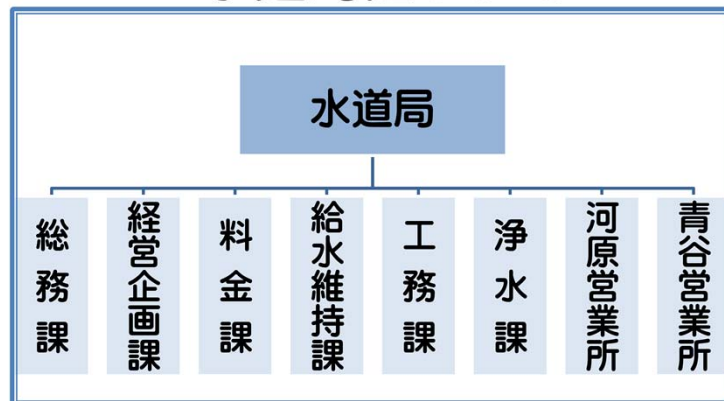 水道局
総務課
経営企画課
料金課
給水維持課
工務課
浄水課
河原営業所
青谷営業所